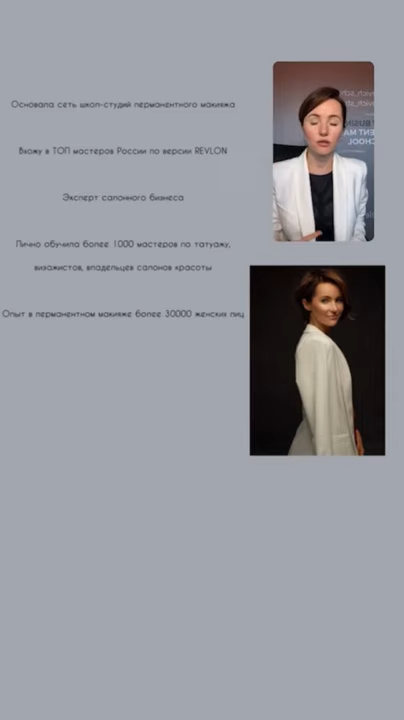 Основала сеть школ-студий перманентного макияжа
Вхожу в ТОП мастеров России по версии REVLON
Эксперт салонного бизнеса
Лично обучила более 1000 мастеров по татуажу,
визажистов, владельцев салонов красоты
Опыт в перманентном макияже более 30000 женских лиц